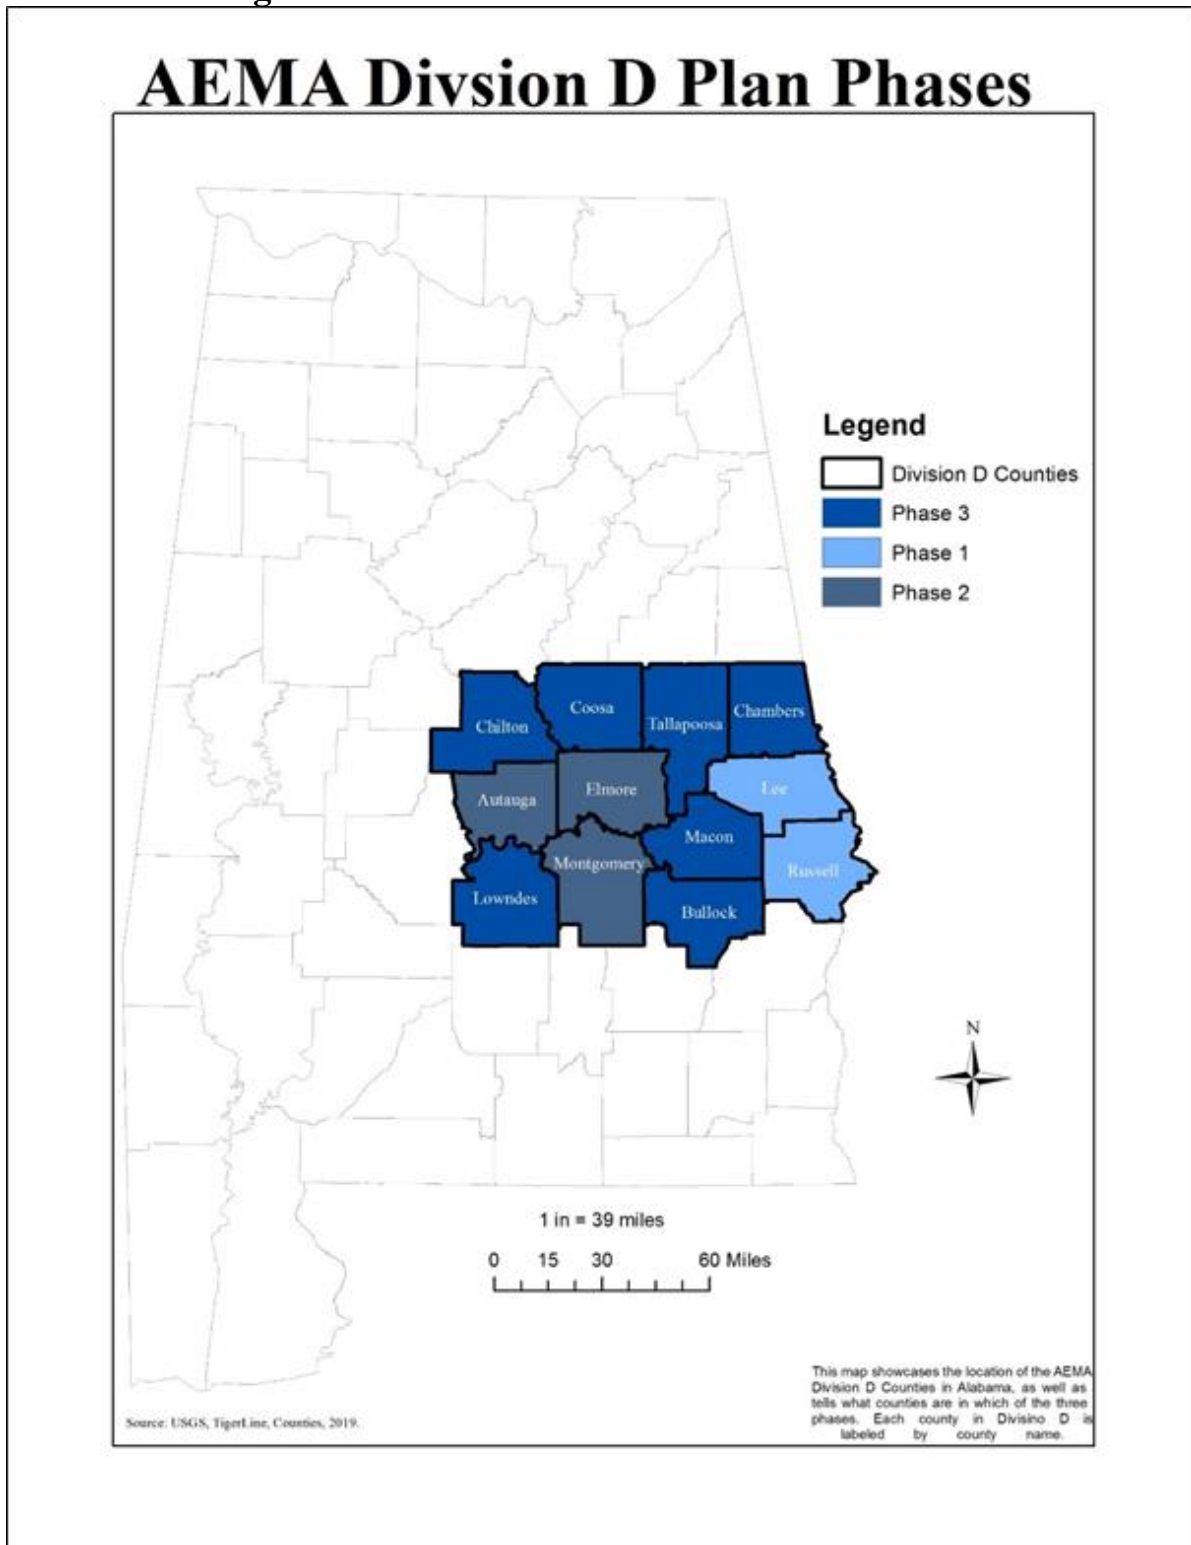 AEMA Divsion D Plan Phases
Legend
Division D Counties
Phase 3
Phase 1
Phase 2
Coosa
Chilton
Tallapoosa
Chambers
Autauga
Elmore
Lee
Macon
Montgomery
Russell
Lowndes
Bullock
N
1 in = 39 miles
0 15 30 60 Miles
This map showcases the location of the AEMA
Division D Counties in Alabama, as well as
tells what counties are in which of the three
phases. Each county in Divisino D is
labeled by county name.
Source: USGS, TigerLine, Counties, 2019.